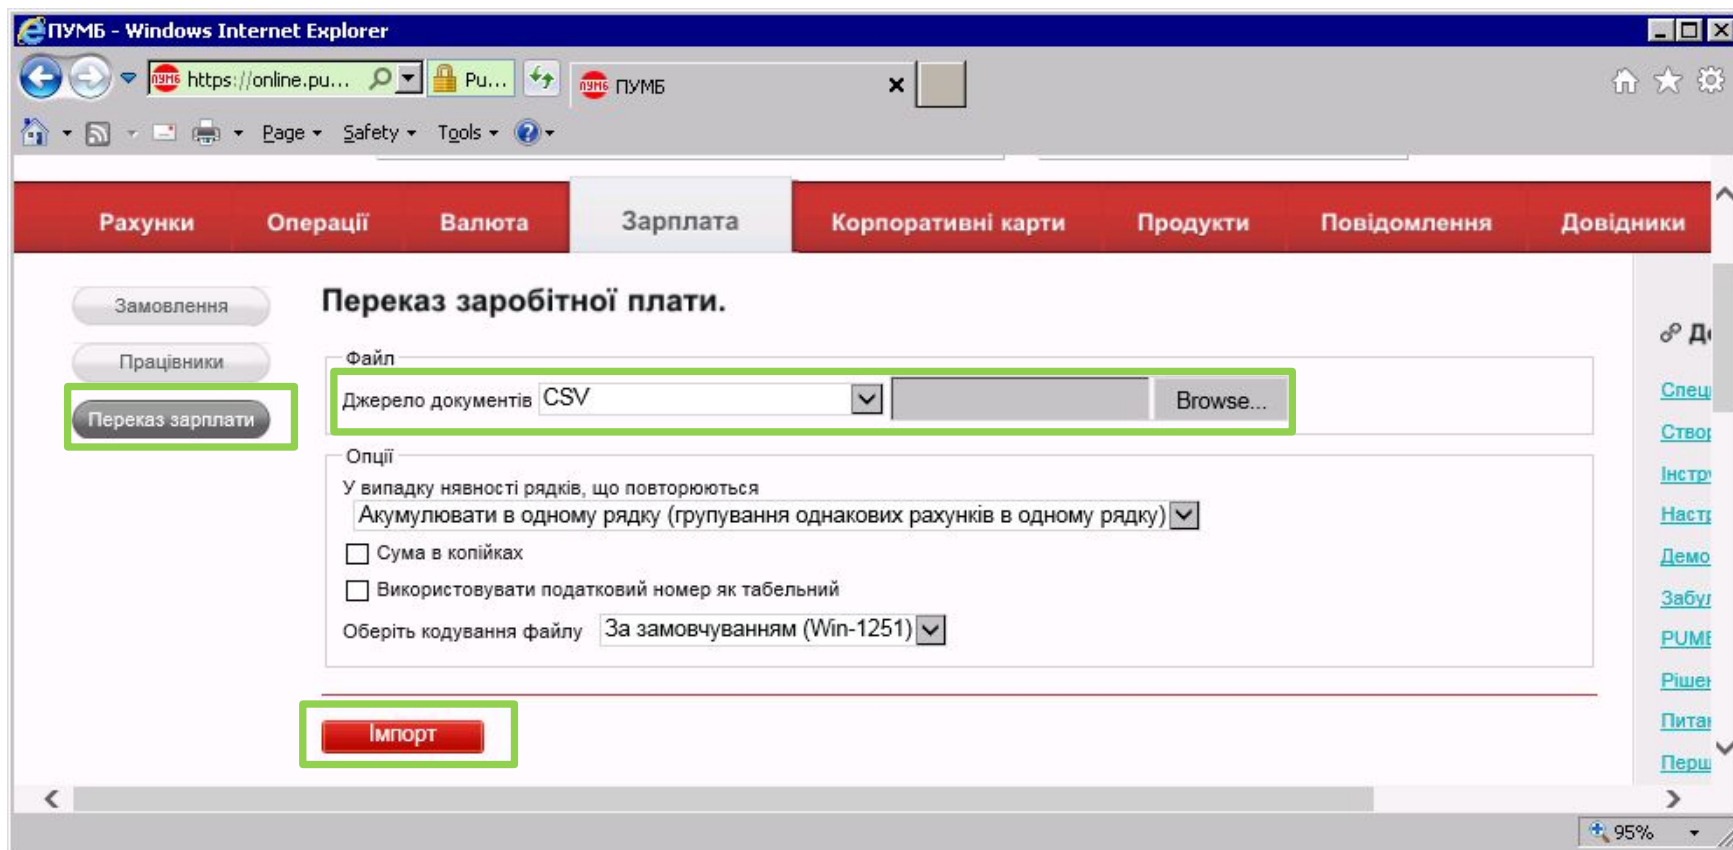 ПУМБ - Windows Internet Explorer
https://online.pu... Pu... ПУМБ
Page Safety Tools
Рахунки Операції Валюта Зарплата Корпоративні карти Продукти Повідомлення Довідники
Замовлення
Працівники
Переказ зарплати
Переказ заробітної плати.
Файл
Джерело документів CSV Browse...
Опції
У випадку нявності рядків, що повторюються
Акумулювати в одному рядку (групування однакових рахунків в одному рядку)
Сума в копійках
Використовувати податковий номер як табельний
Оберіть кодування файлу За замовчуванням (Win-1251)
Імпорт
95%